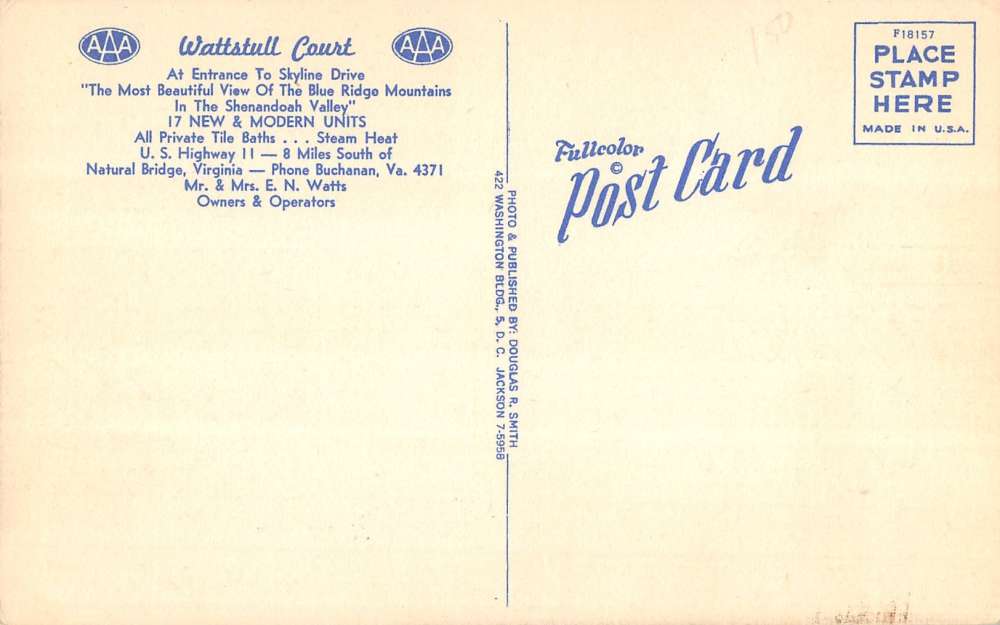 AAA Wattstull Court AAA
At Entrance To Skyline Drive
"The Most Beautiful View Of The Blue Ridge Mountains
In The Shenandoah Valley"
17 NEW & MODERN UNITS
All Private Tile Baths . . . Steam Heat
U. S. Highway 11 — 8 Miles South of
Natural Bridge, Virginia — Phone Buchanan, Va. 4371
Mr. & Mrs. E. N. Watts
Owners & Operators
PHOTO & PUBLISHED BY: DOUGLAS R. SMITH
422 WASHINGTON BLDG., 5, D. C. JACKSON 7-5958
150
Fullcolor
©
Post Card
F18157
PLACE
STAMP
HERE
MADE IN U.S.A.